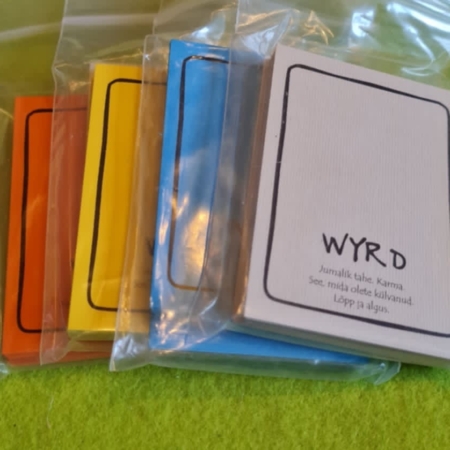 WYRD
Jumalik tahe. Karma
See, mida olete külvanud.
Lõpp ja algus.